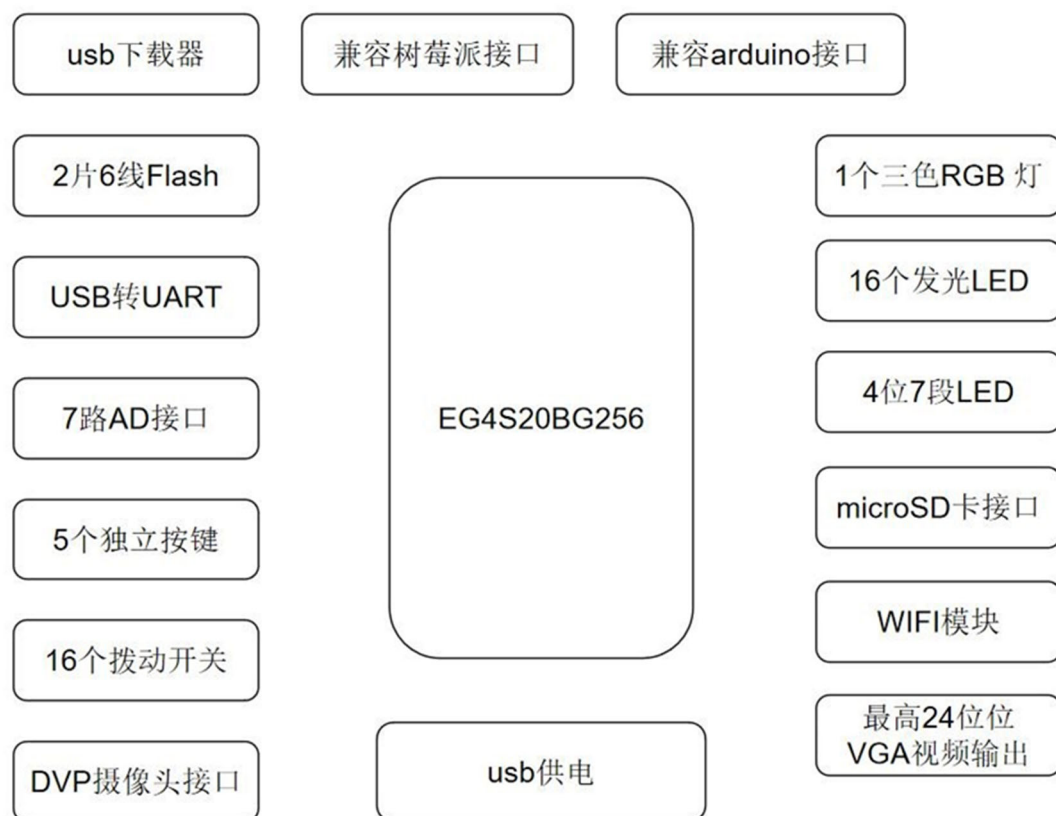 usb下载器
兼容树莓派接口
兼容arduino接口
2片6线Flash
USB转UART
7路AD接口
5个独立按键
16个拨动开关
DVP摄像头接口
EG4S20BG256
usb供电
1个三色RGB 灯
16个发光LED
4位7段LED
microSD卡接口
WIFI模块
最高24位位
VGA视频输出